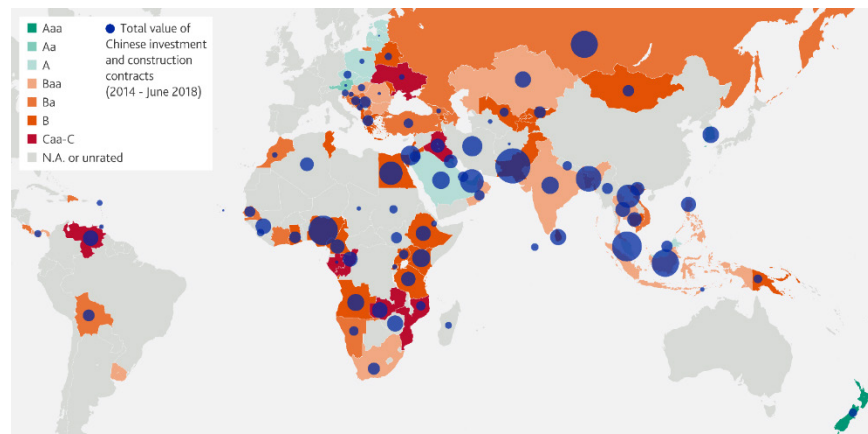 Aaa
Aa
A
Baa
Ba
B
Caa-C
N.A. or unrated
Total value of
Chinese investment
and construction
contracts
(2014 - June 2018)